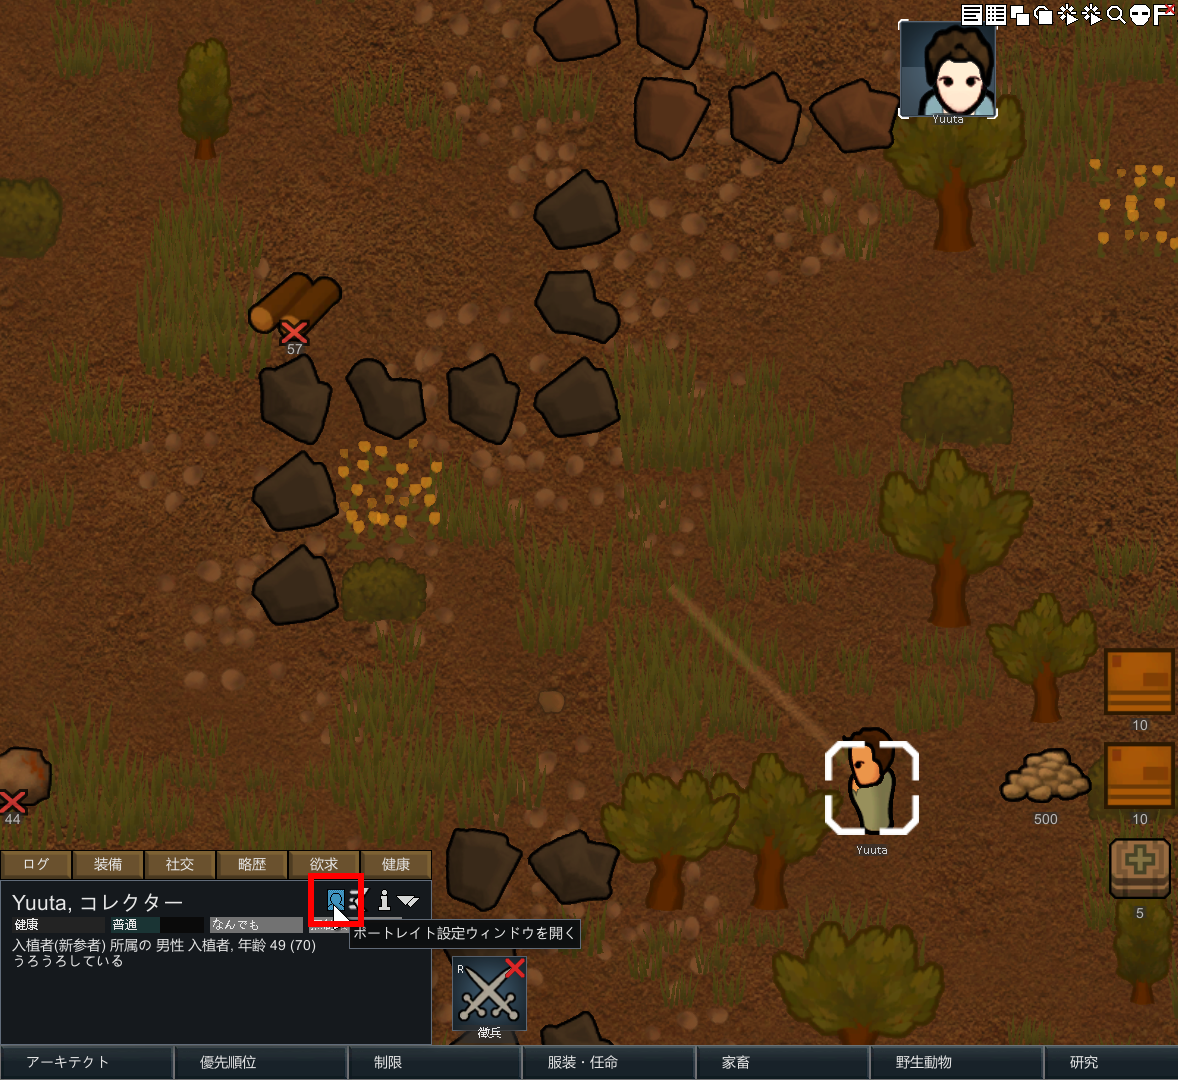 Yuuta
57
10
500
10
44
Yuuta
5
ログ
装備
社交
略歴
欲求
健康
Yuuta, コレクター
健康
普通
なんでも
ポートレイト設定ウィンドウを開く
入植者(新参者) 所属の 男性 入植者, 年齢 49 (70)
うろうろしている
R
徴兵
アーキテクト
優先順位
制限
服装・任命
家畜
野生動物
研究